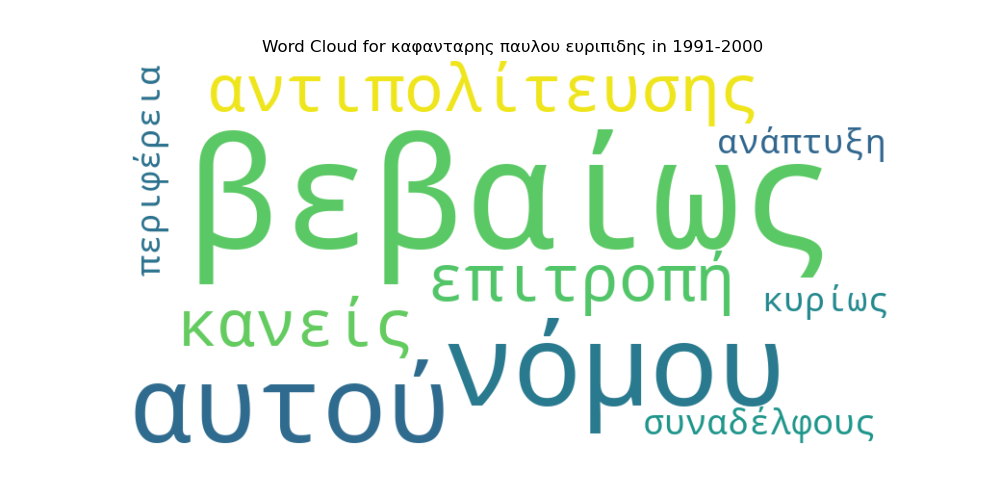 Word Cloud for καφανταρης παυλου ευριπιδης in 1991-2000
περιφέρεια
αντιπολίτευσης
ανάπτυξη
βεβαίως
επιτροπή
κυρίως
κανείς
νόμου
αυτού
συναδέλφους